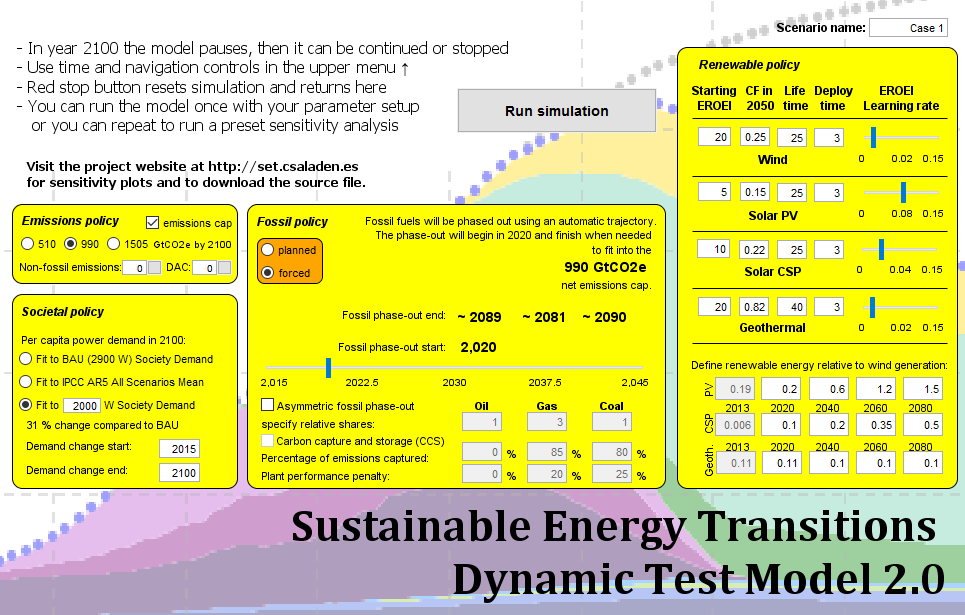 Scenario name: Case 1
- In year 2100 the model pauses, then it can be continued or stopped
- Use time and navigation controls in the upper menu ↑
- Red stop button resets simulation and returns here
- You can run the model once with your parameter setup
or you can repeat to run a preset sensitivity analysis
Run simulation
Visit the project website at http://set.csaladen.es
for sensitivity plots and to download the source file.
Emissions policy emissions cap
510 990 1505 GtCO2e by 2100
Non-fossil emissions: 0 DAC: 0
Societal policy
Per capita power demand in 2100:
Fit to BAU (2900 W) Society Demand
Fit to IPCC AR5 All Scenarios Mean
Fit to 2000 W Society Demand
31 % change compared to BAU
Demand change start: 2015
Demand change end: 2100
Fossil policy
planned
forced
Fossil fuels will be phased out using an automatic trajectory.
The phase-out will begin in 2020 and finish when needed
to fit into the
990 GtCO2e
net emissions cap.
Fossil phase-out end: ~ 2089 ~ 2081 ~ 2090
Fossil phase-out start: 2,020
2,015 2022.5 2030 2037.5 2,045
Asymmetric fossil phase-out Oil Gas Coal
specify relative shares: 1 3 1
Carbon capture and storage (CCS)
Percentage of emissions captured: 0 % 85 % 80 %
Plant performance penalty: 0 % 20 % 25 %
Renewable policy
Starting CF in Life Deploy EROEI
EROEI 2050 time time Learning rate
20 0.25 25 3
Wind 0 0.02 0.15
5 0.15 25 3
Solar PV 0 0.08 0.15
10 0.22 25 3
Solar CSP 0 0.04 0.15
20 0.82 40 3
Geothermal 0 0.02 0.15
Define renewable energy relative to wind generation:
PV 0.19 0.2 0.6 1.2 1.5
2013 2020 2040 2060 2080
CSP 0.006 0.1 0.2 0.35 0.5
2013 2020 2040 2060 2080
Geoth. 0.11 0.11 0.1 0.1 0.1
Sustainable Energy Transitions
Dynamic Test Model 2.0